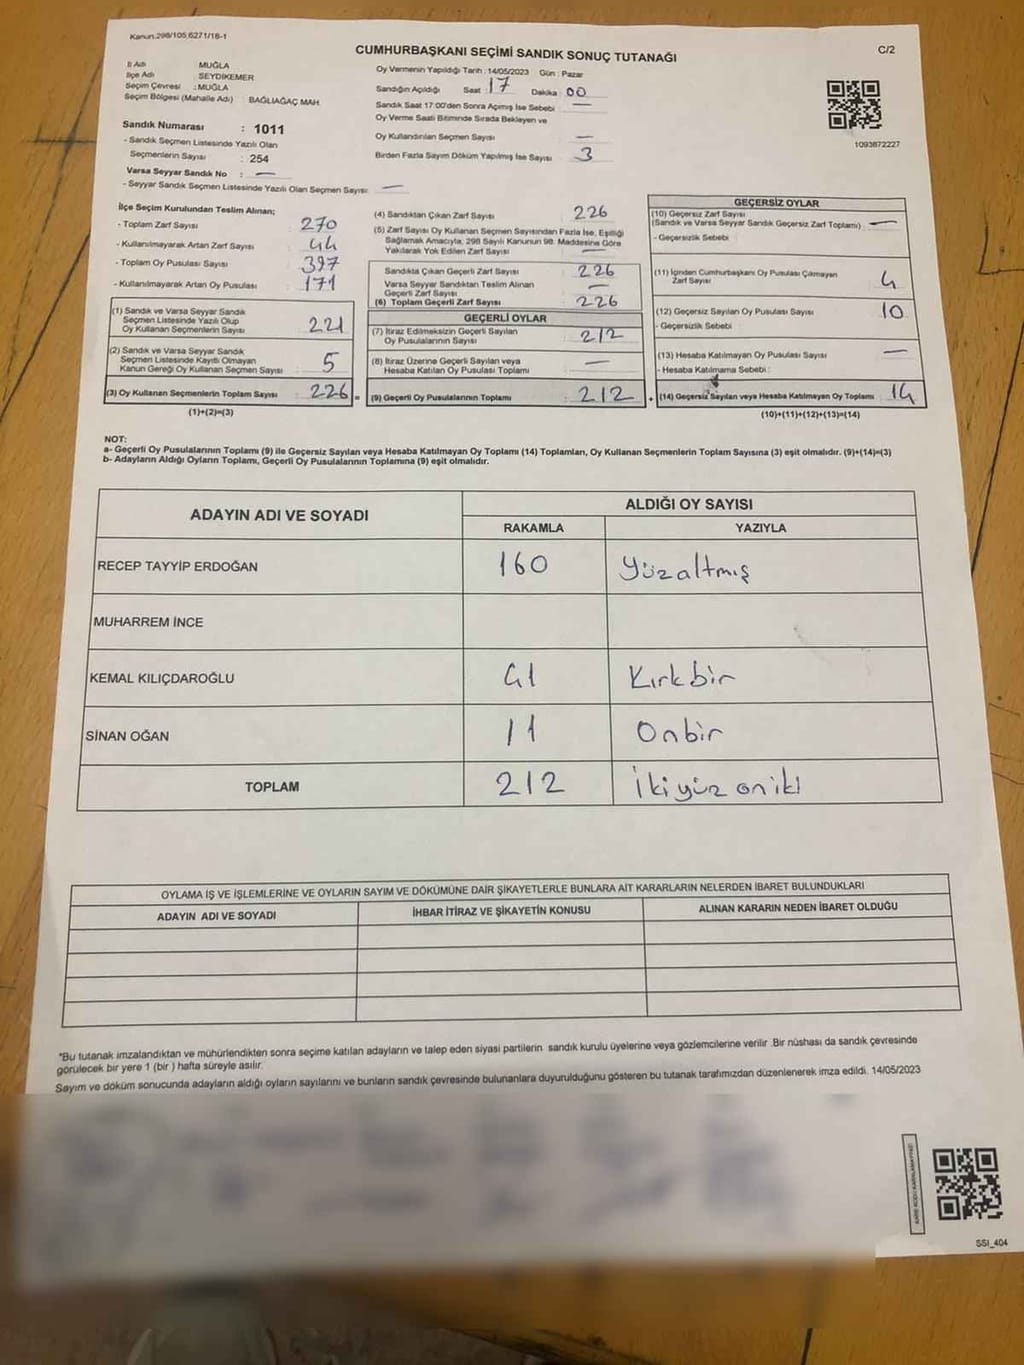 Kanun:298/105,6271/18-1
CUMHURBAŞKANI SEÇİMİ SANDIK SONUÇ TUTANAĞI
C/2
İl Adı MUĞLA
İlçe Adı SEYDİKEMER
Seçim Çevresi : MUĞLA
Seçim Bölgesi (Mahalle Adı) : BAĞLIAĞAÇ MAH.
Sandık Numarası : 1011
- Sandık Seçmen Listesinde Yazılı Olan
Seçmenlerin Sayısı : 254
Varsa Seyyar Sandık No : —
- Seyyar Sandık Seçmen Listesinde Yazılı Olan Seçmen Sayısı: —
Oy Vermenin Yapıldığı Tarih : 14/05/2023 Gün : Pazar
Sandığın Açıldığı Saat : 17 Dakika : 00
Sandık Saat 17:00'den Sonra Açımış İse Sebebi —
Oy Verme Saati Bitiminde Sırada Bekleyen ve
Oy Kullandırılan Seçmen Sayısı —
Birden Fazla Sayım Döküm Yapılmış İse Sayısı 3
1093872227
İlçe Seçim Kurulundan Teslim Alınan;
- Toplam Zarf Sayısı 270
- Kullanılmayarak Artan Zarf Sayısı 44
- Toplam Oy Pusulası Sayısı 397
- Kullanılmayarak Artan Oy Pusulası 171
(1) Sandık ve Varsa Seyyar Sandık
Seçmen Listesinde Yazılı Olup
Oy Kullanan Seçmenlerin Sayısı 221
(2) Sandık ve Varsa Seyyar Sandık
Seçmen Listesinde Kayıtlı Olmayan
Kanun Gereği Oy Kullanan Seçmen Sayısı 5
(3) Oy Kullanan Seçmenlerin Toplam Sayısı 226 =
(1)+(2)=(3)
(4) Sandıktan Çıkan Zarf Sayısı 226
(5) Zarf Sayısı Oy Kullanan Seçmen Sayısından Fazla İse, Eşitliği
Sağlamak Amacıyla, 298 Sayılı Kanunun 98. Maddesine Göre
Yakılarak Yok Edilen Zarf Sayısı —
Sandıkta Çıkan Geçerli Zarf Sayısı 226
Varsa Seyyar Sandıktan Teslim Alınan
Geçerli Zarf Sayısı —
(6) Toplam Geçerli Zarf Sayısı 226
GEÇERLİ OYLAR
(7) İtiraz Edilmeksizin Geçerli Sayılan
Oy Pusulalarının Sayısı 212
(8) İtiraz Üzerine Geçerli Sayılan veya
Hesaba Katılan Oy Pusulası Toplamı —
(9) Geçerli Oy Pusulalarının Toplamı 212 +
GEÇERSİZ OYLAR
(10) Geçersiz Zarf Sayısı
(Sandık ve Varsa Seyyar Sandık Geçersiz Zarf Toplamı) : —
- Geçersizlik Sebebi
(11) İçinden Cumhurbaşkanı Oy Pusulası Çıkmayan
Zarf Sayısı 4
(12) Geçersiz Sayılan Oy Pusulası Sayısı 10
- Geçersizlik Sebebi
(13) Hesaba Katılmayan Oy Pusulası Sayısı —
- Hesaba Katılmama Sebebi :
(14) Geçersiz Sayılan veya Hesaba Katılmayan Oy Toplamı 14
(10)+(11)+(12)+(13)=(14)
NOT:
a- Geçerli Oy Pusulalarının Toplamı (9) ile Geçersiz Sayılan veya Hesaba Katılmayan Oy Toplamı (14) Toplamları, Oy Kullanan Seçmenlerin Toplam Sayısına (3) eşit olmalıdır. (9)+(14)=(3)
b- Adayların Aldığı Oyların Toplamı, Geçerli Oy Pusulalarının Toplamına (9) eşit olmalıdır.
ADAYIN ADI VE SOYADI
ALDIĞI OY SAYISI
RAKAMLA YAZIYLA
RECEP TAYYİP ERDOĞAN 160 Yüzaltmış
MUHARREM İNCE
KEMAL KILIÇDAROĞLU 41 Kırkbir
SİNAN OĞAN 11 Onbir
TOPLAM 212 İkiyüz oniki
OYLAMA İŞ VE İŞLEMLERİNE VE OYLARIN SAYIM VE DÖKÜMÜNE DAİR ŞİKAYETLERLE BUNLARA AİT KARARLARIN NELERDEN İBARET BULUNDUKLARI
ADAYIN ADI VE SOYADI İHBAR İTİRAZ VE ŞİKAYETİN KONUSU ALINAN KARARIN NEDEN İBARET OLDUĞU
*Bu tutanak imzalandıktan ve mühürlendikten sonra seçime katılan adayların ve talep eden siyasi partilerin sandık kurulu üyelerine veya gözlemcilerine verilir .Bir nüshası da sandık çevresinde
görülecek bir yere 1 (bir ) hafta süreyle asılır.
Sayım ve döküm sonucunda adayların aldığı oyların sayılarını ve bunların sandık çevresinde bulunanlara duyurulduğunu gösteren bu tutanak tarafımızdan düzenlenerek imza edildi. 14/05/2023
KARE KODU KARALAMAYINIZ!
SSI_404